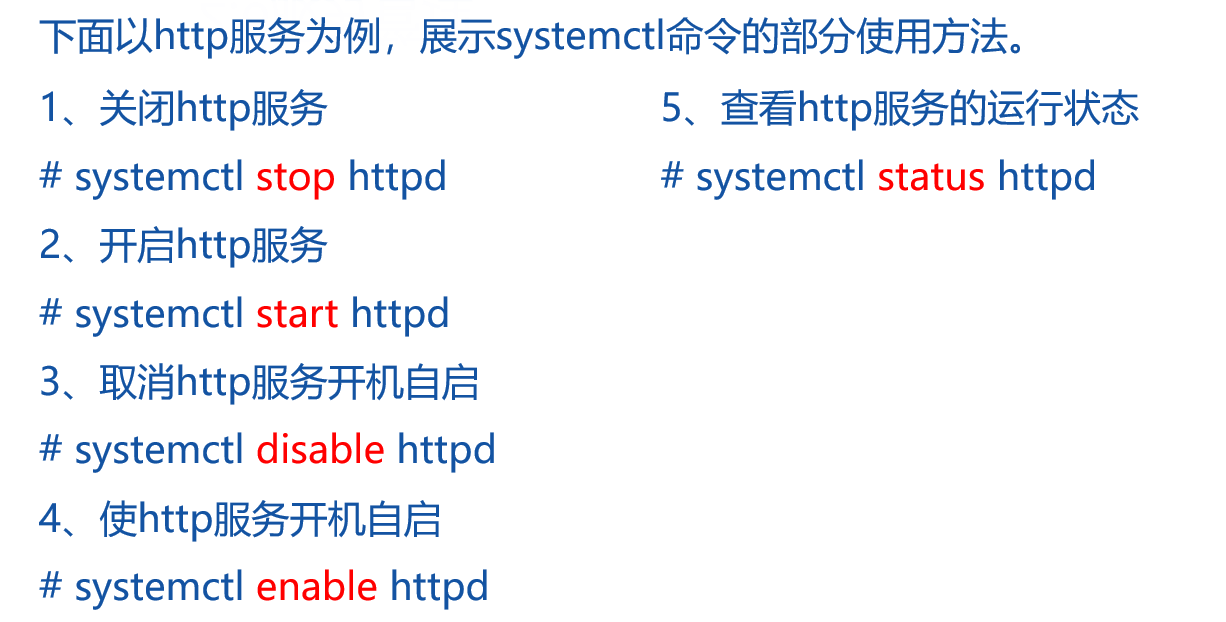 下面以http服务为例，展示systemctl命令的部分使用方法。
1、关闭http服务
# systemctl stop httpd
2、开启http服务
# systemctl start httpd
3、取消http服务开机自启
# systemctl disable httpd
4、使http服务开机自启
# systemctl enable httpd
5、查看http服务的运行状态
# systemctl status httpd